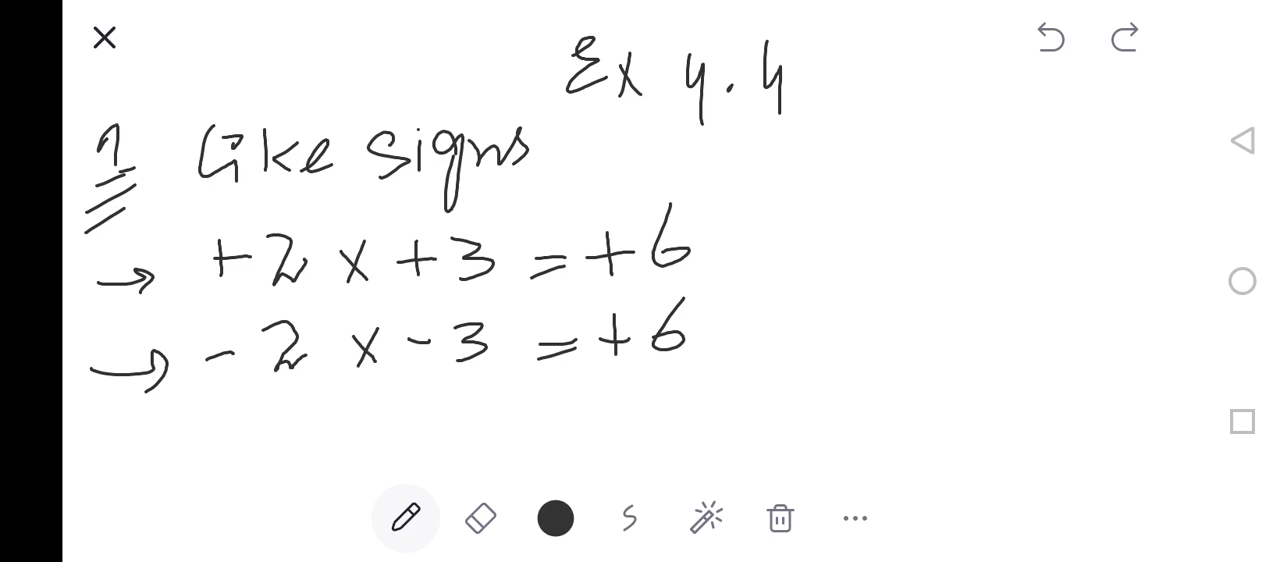 Ex 4.4
1 Like signs
→ +2 x +3 = +6
→ -2 x -3 = +6